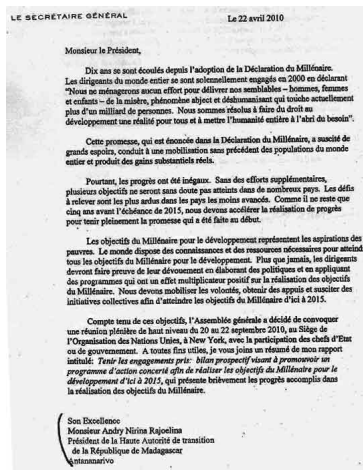 LE SECRÉTAIRE GÉNÉRAL
Le 22 avril 2010
Monsieur le Président,
Dix ans se sont écoulés depuis l'adoption de la Déclaration du Millénaire.
Les dirigeants du monde entier se sont solennellement engagés en 2000 en déclarant
"Nous ne ménagerons aucun effort pour délivrer nos semblables – hommes, femmes
et enfants – de la misère, phénomène abject et déshumanisant qui touche actuellement
plus d'un milliard de personnes. Nous sommes résolus à faire du droit au
développement une réalité pour tous et à mettre l'humanité entière à l'abri du besoin".
Cette promesse, qui est énoncée dans la Déclaration du Millénaire, a suscité de
grands espoirs, conduit à une mobilisation sans précédent des populations du monde
entier et produit des gains substantiels réels.
Pourtant, les progrès ont été inégaux. Sans des efforts supplémentaires,
plusieurs objectifs ne seront sans doute pas atteints dans de nombreux pays. Les défis
à relever sont les plus ardus dans les pays les moins avancés. Comme il ne reste que
cinq ans avant l'échéance de 2015, nous devons accélérer la réalisation de progrès
pour tenir pleinement la promesse qui a été faite au début.
Les objectifs du Millénaire pour le développement représentent les aspirations des
pauvres. Le monde dispose des connaissances et des ressources nécessaires pour atteind
tous les objectifs du Millénaire pour le développement. Plus que jamais, les dirigeants
devront faire preuve de leur dévouement en élaborant des politiques et en appliquant
des programmes qui ont un effet multiplicateur positif sur la réalisation des objectifs
du Millénaire. Nous devons mobiliser les volontés, obtenir des appuis et susciter des
initiatives collectives afin d'atteindre les objectifs du Millénaire d'ici à 2015.
Compte tenu de ces objectifs, l'Assemblée générale a décidé de convoquer
une réunion plénière de haut niveau du 20 au 22 septembre 2010, au Siège de
l'Organisation des Nations Unies, à New York, avec la participation des chefs d'Etat
ou de gouvernement. A toutes fins utiles, je vous joins un résumé de mon rapport
intitulé: Tenir les engagements pris: bilan prospectif visant à promouvoir un
programme d'action concerté afin de réaliser les objectifs du Millénaire pour le
développement d'ici à 2015, qui présente brièvement les progrès accomplis dans
la réalisation des objectifs du Millénaire.
Son Excellence
Monsieur Andry Nirina Rajoelina
Président de la Haute Autorité de transition
de la République de Madagascar
Antananarivo